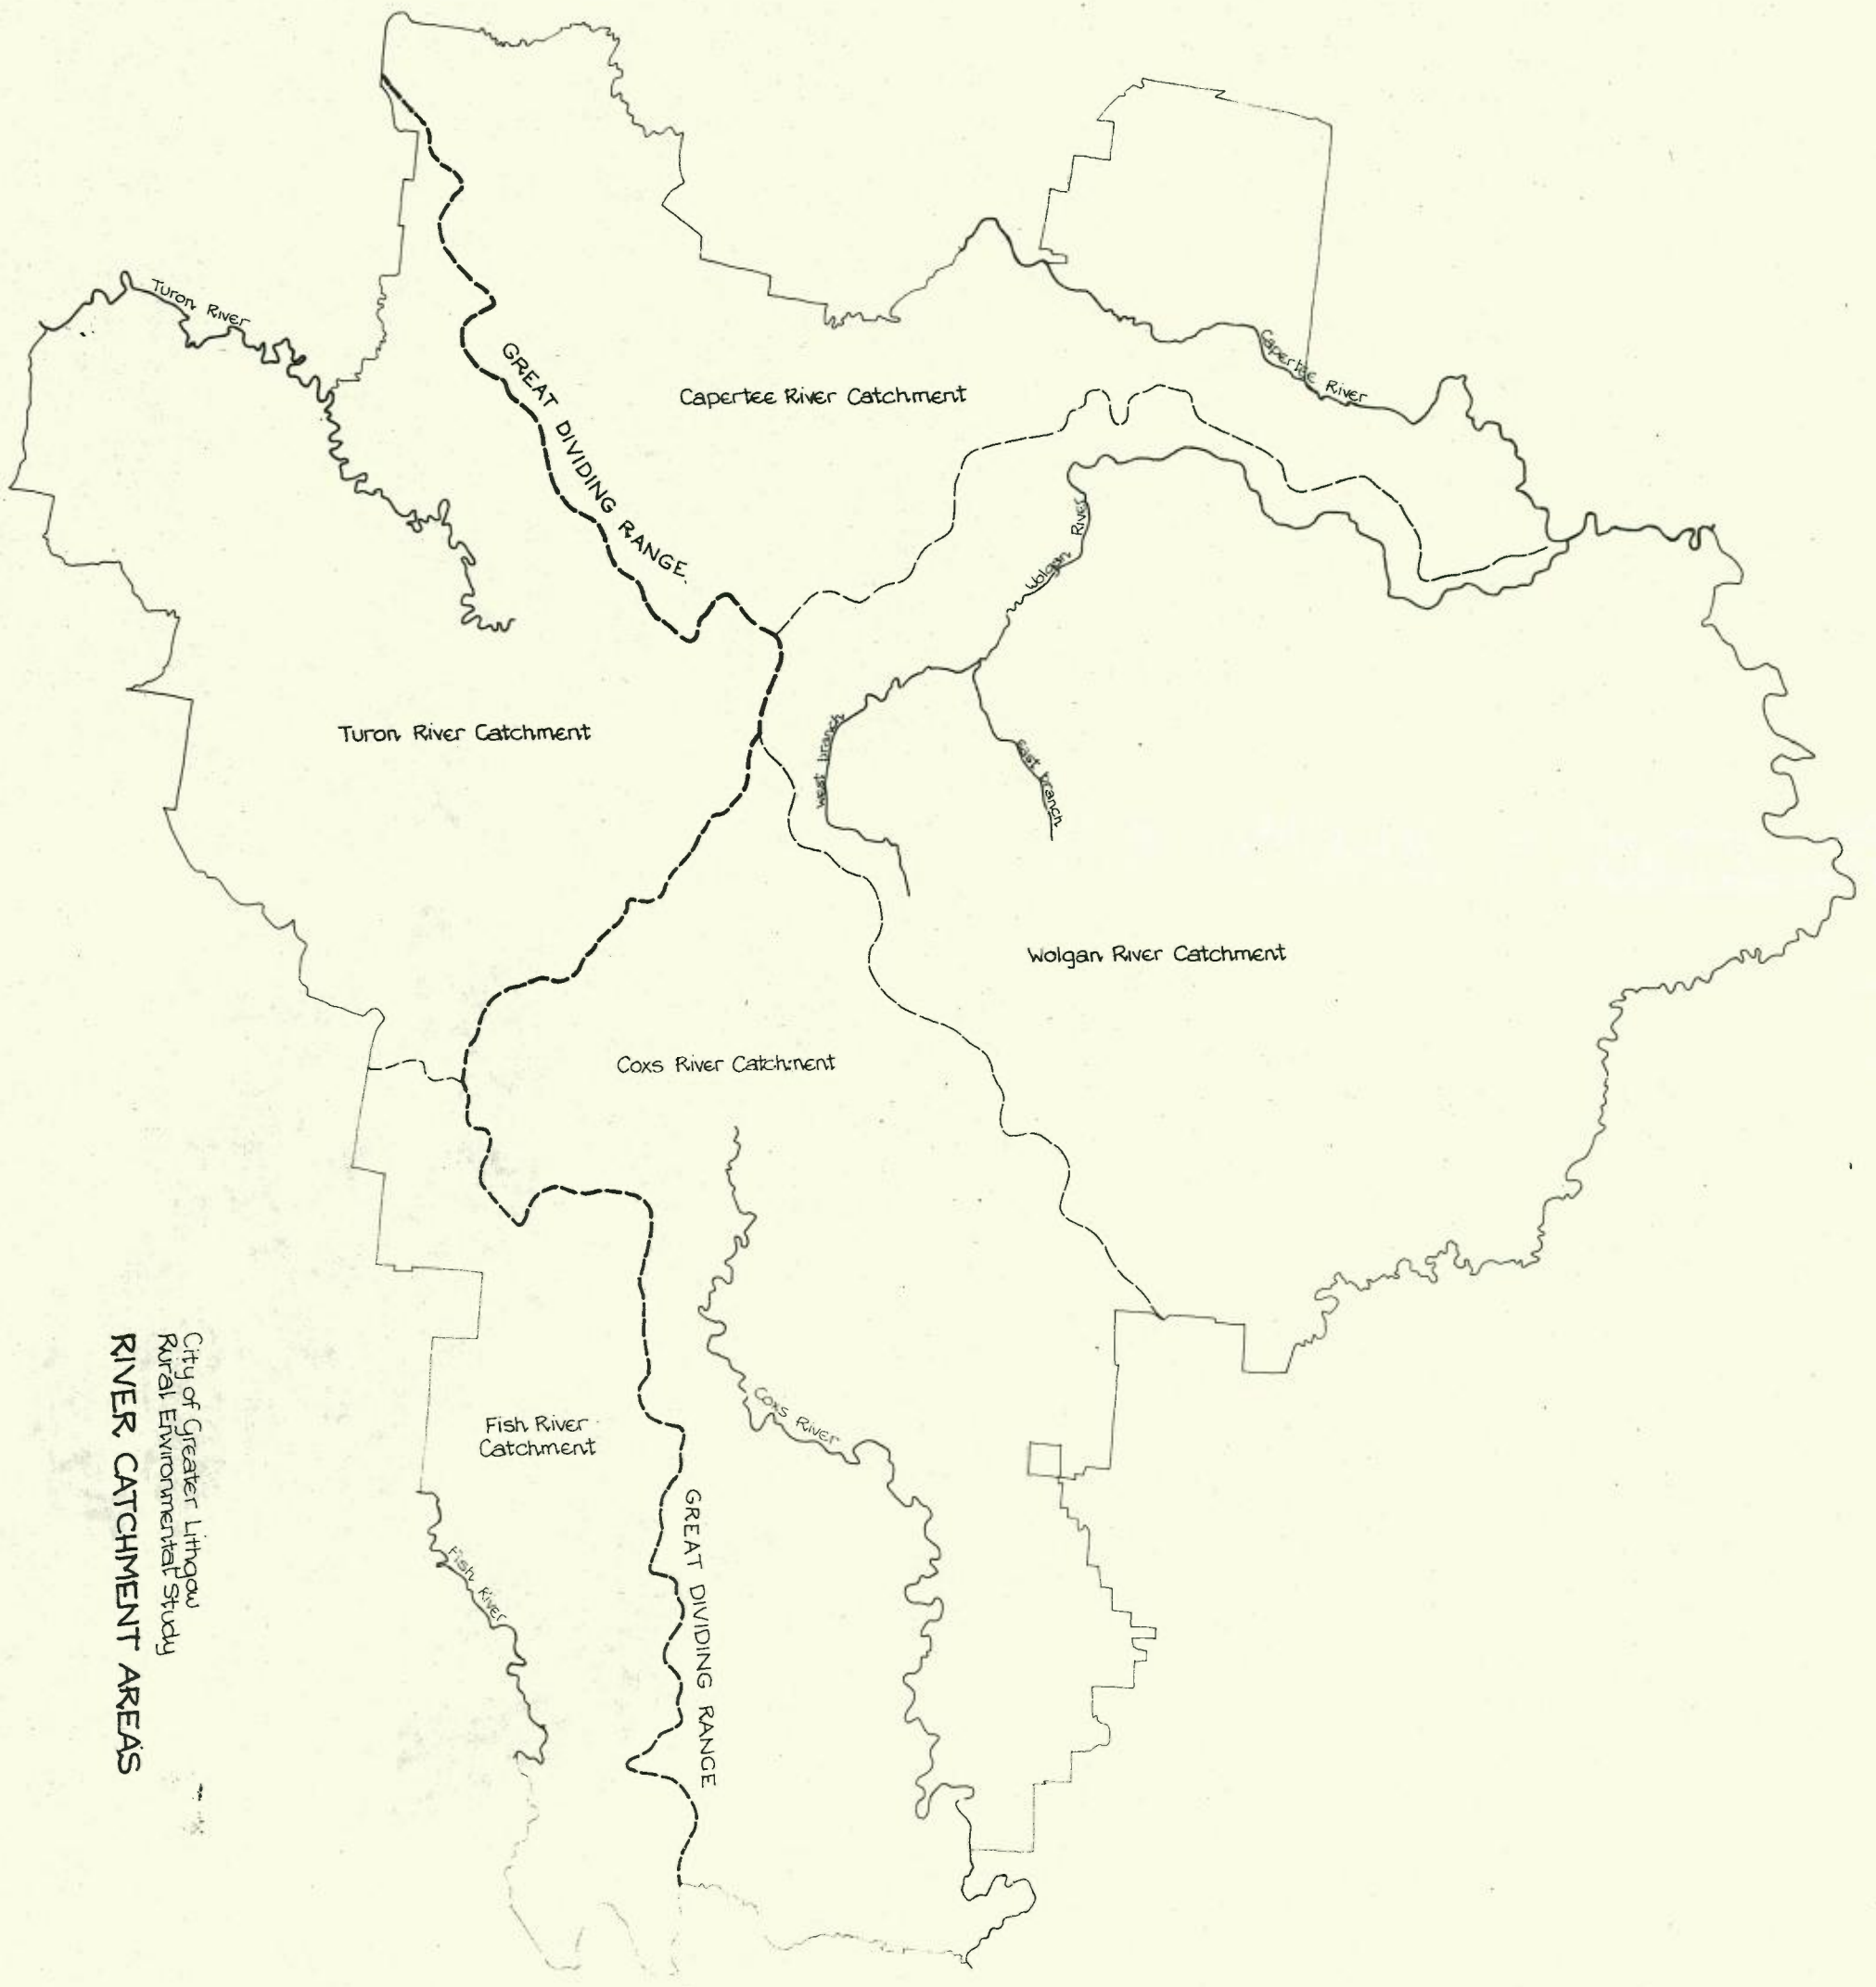 Turon River
GREAT DIVIDING RANGE.
Capertee River Catchment
Capertee River
Wolgan River
Turon River Catchment
west branch
east branch
Wolgan River Catchment
Coxs River Catchment
Coxs River
Fish River
Catchment
Fish River
GREAT DIVIDING RANGE
City of Greater Lithgow
Rural Environmental Study
RIVER CATCHMENT AREAS